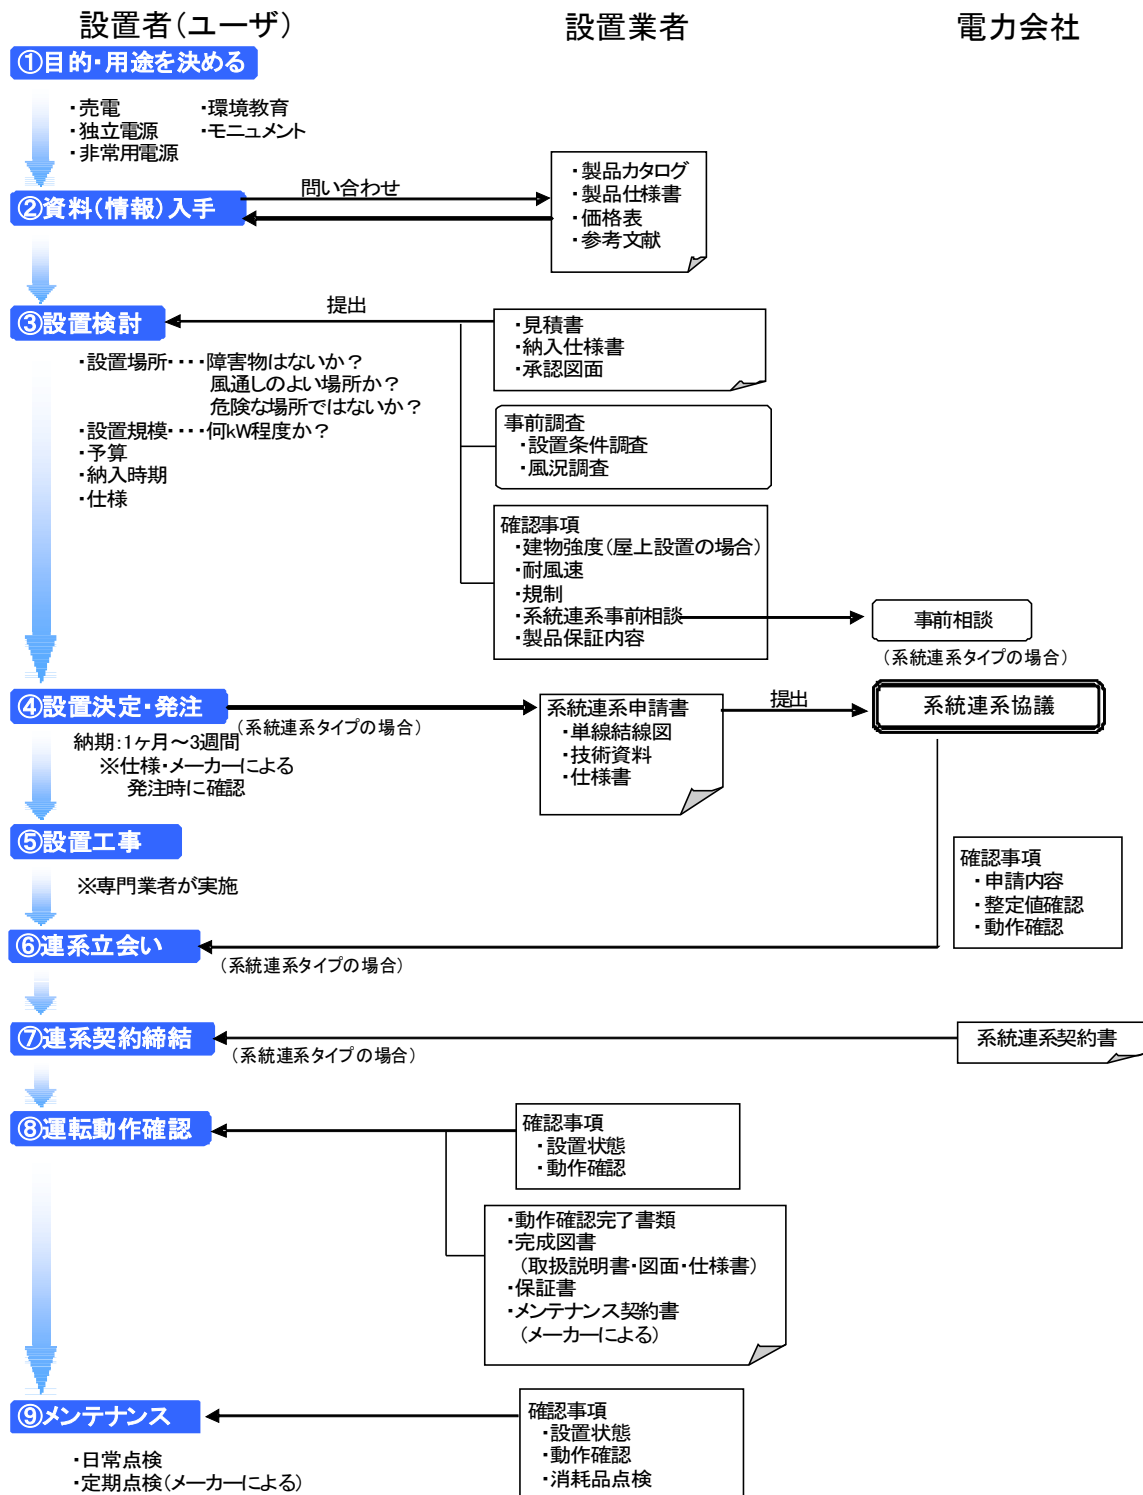 設置者(ユーザ)
設置業者
電力会社
①目的・用途を決める
・売電 ・環境教育
・独立電源 ・モニュメント
・非常用電源
②資料(情報)入手
問い合わせ
・製品カタログ
・製品仕様書
・価格表
・参考文献
③設置検討
提出
・見積書
・納入仕様書
・承認図面
・設置場所・・・・障害物はないか？
風通しのよい場所か？
危険な場所ではないか？
・設置規模・・・・何kW程度か？
・予算
・納入時期
・仕様
事前調査
・設置条件調査
・風況調査
確認事項
・建物強度(屋上設置の場合)
・耐風速
・規制
・系統連系事前相談
・製品保証内容
事前相談
(系統連系タイプの場合)
④設置決定・発注
(系統連系タイプの場合)
納期:1ヶ月～3週間
※仕様・メーカーによる
発注時に確認
系統連系申請書
・単線結線図
・技術資料
・仕様書
提出
系統連系協議
⑤設置工事
※専門業者が実施
確認事項
・申請内容
・整定値確認
・動作確認
⑥連系立会い
(系統連系タイプの場合)
⑦連系契約締結
(系統連系タイプの場合)
系統連系契約書
⑧運転動作確認
確認事項
・設置状態
・動作確認
・動作確認完了書類
・完成図書
(取扱説明書・図面・仕様書)
・保証書
・メンテナンス契約書
(メーカーによる)
⑨メンテナンス
・日常点検
・定期点検(メーカーによる)
確認事項
・設置状態
・動作確認
・消耗品点検